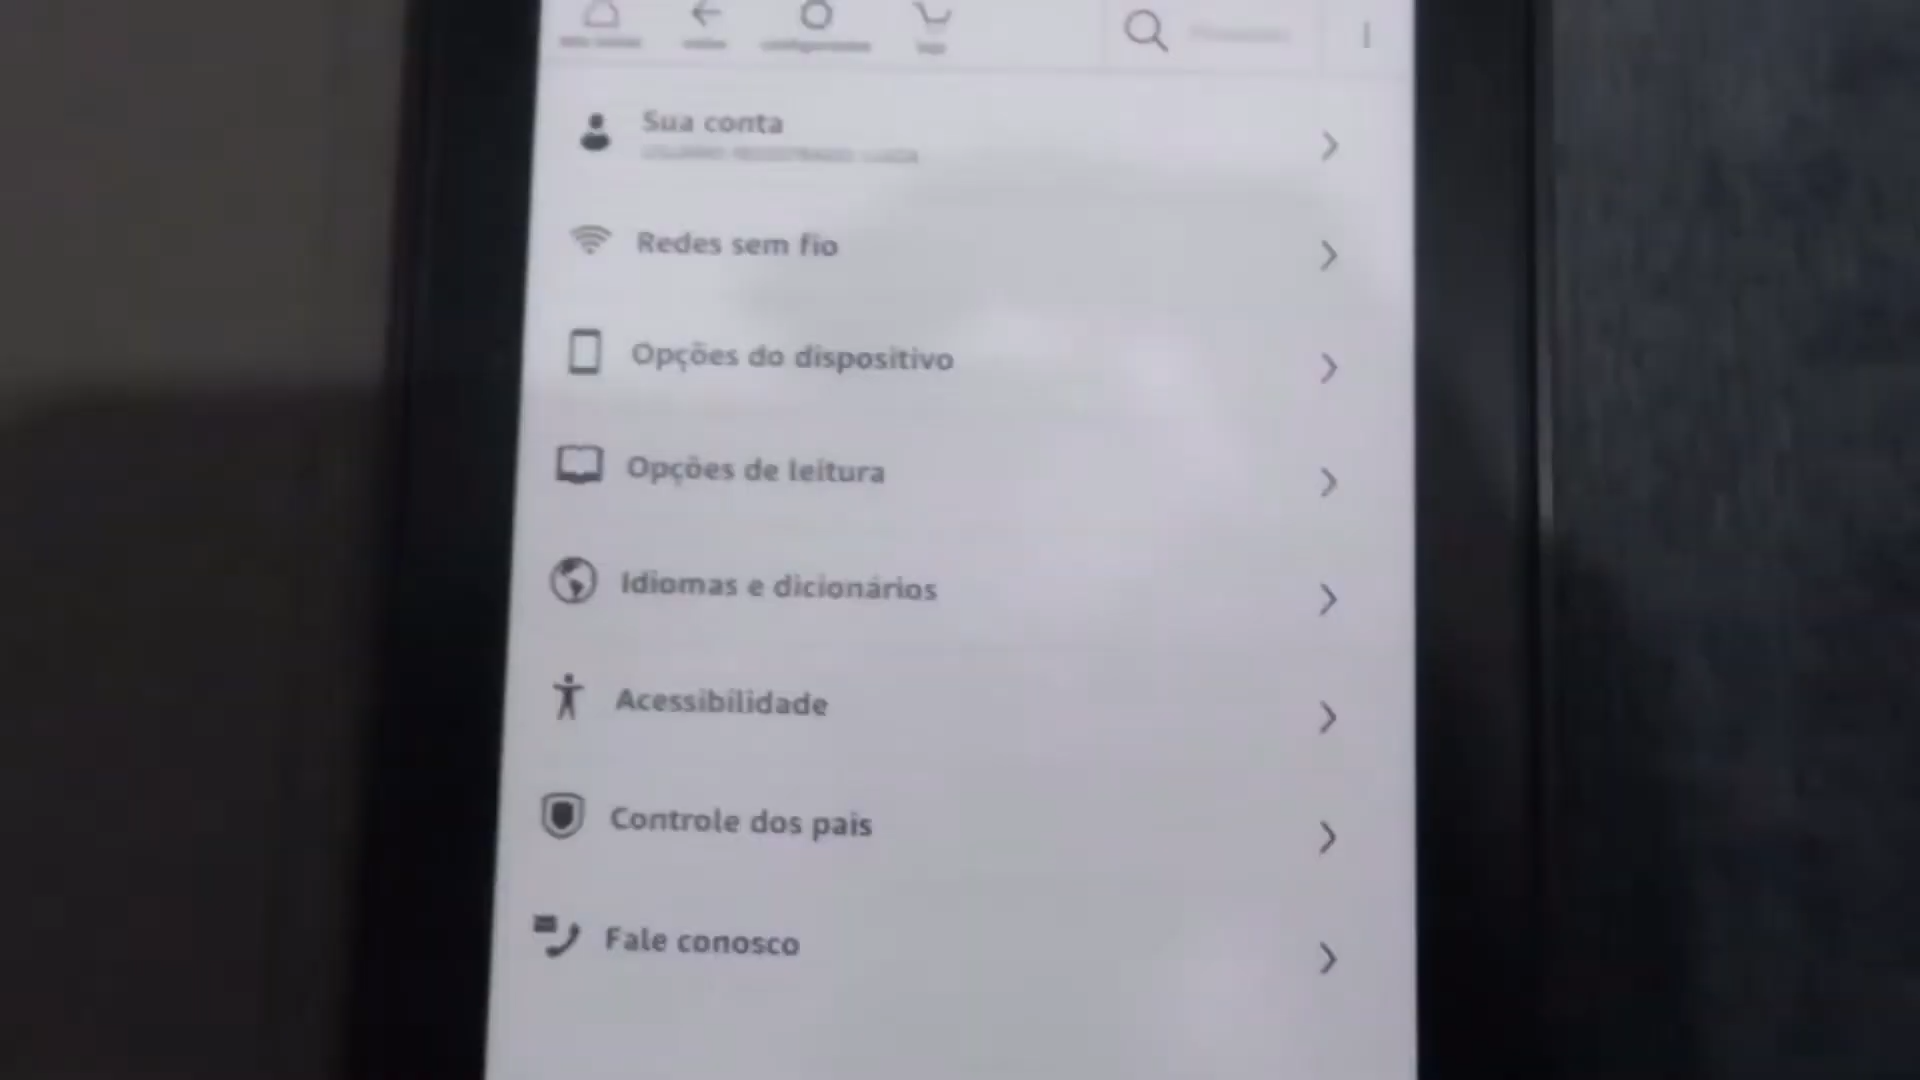 Sua conta
Redes sem fio
Opções do dispositivo
Opções de leitura
Idiomas e dicionários
Acessibilidade
Controle dos pais
Fale conosco